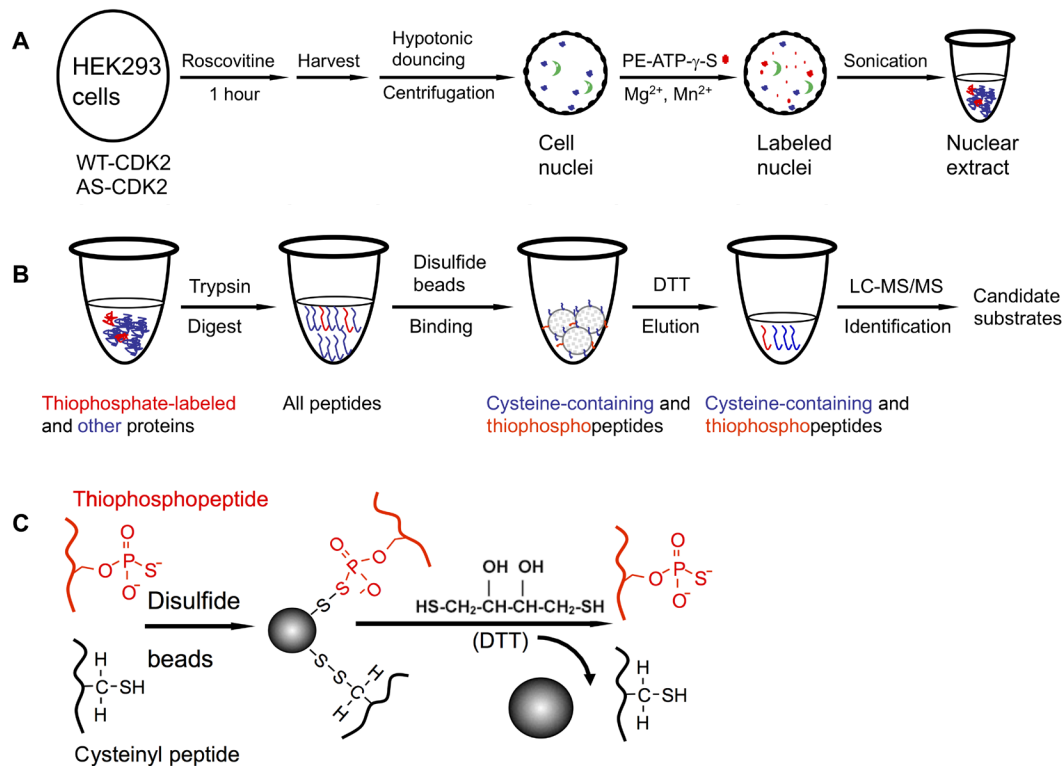 A
HEK293
cells
WT-CDK2
AS-CDK2
Roscovitine
1 hour
Harvest
Hypotonic
douncing
Centrifugation
Cell
nuclei
PE-ATP-γ-S
Mg²⁺, Mn²⁺
Labeled
nuclei
Sonication
Nuclear
extract
B
Thiophosphate-labeled
and other proteins
Trypsin
Digest
All peptides
Disulfide
beads
Binding
Cysteine-containing and
thiophosphopeptides
DTT
Elution
Cysteine-containing and
thiophosphopeptides
LC-MS/MS
Identification
Candidate
substrates
C
Thiophosphopeptide
O
O-P-S⁻
O⁻
H
C-SH
H
Cysteinyl peptide
Disulfide
beads
O
S-S-P-O
O⁻
S-S-C-H
H
OH OH
HS-CH₂-CH-CH-CH₂-SH
(DTT)
O
O-P-S⁻
O⁻
H
C-SH
H